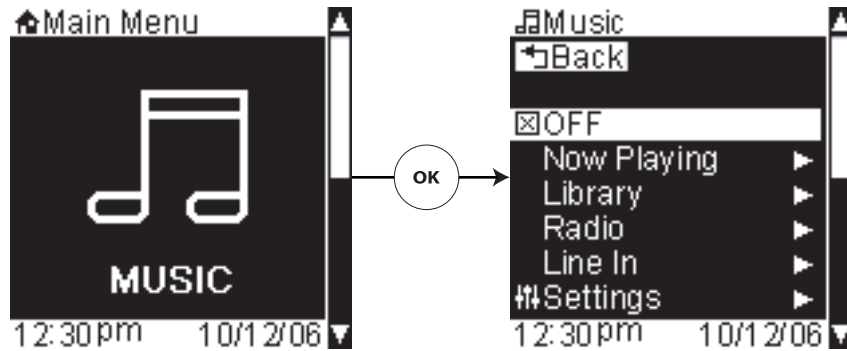 Main Menu
MUSIC
12:30pm 10/12/06
OK
Music
Back
OFF
Now Playing
Library
Radio
Line In
Settings
12:30pm 10/12/06